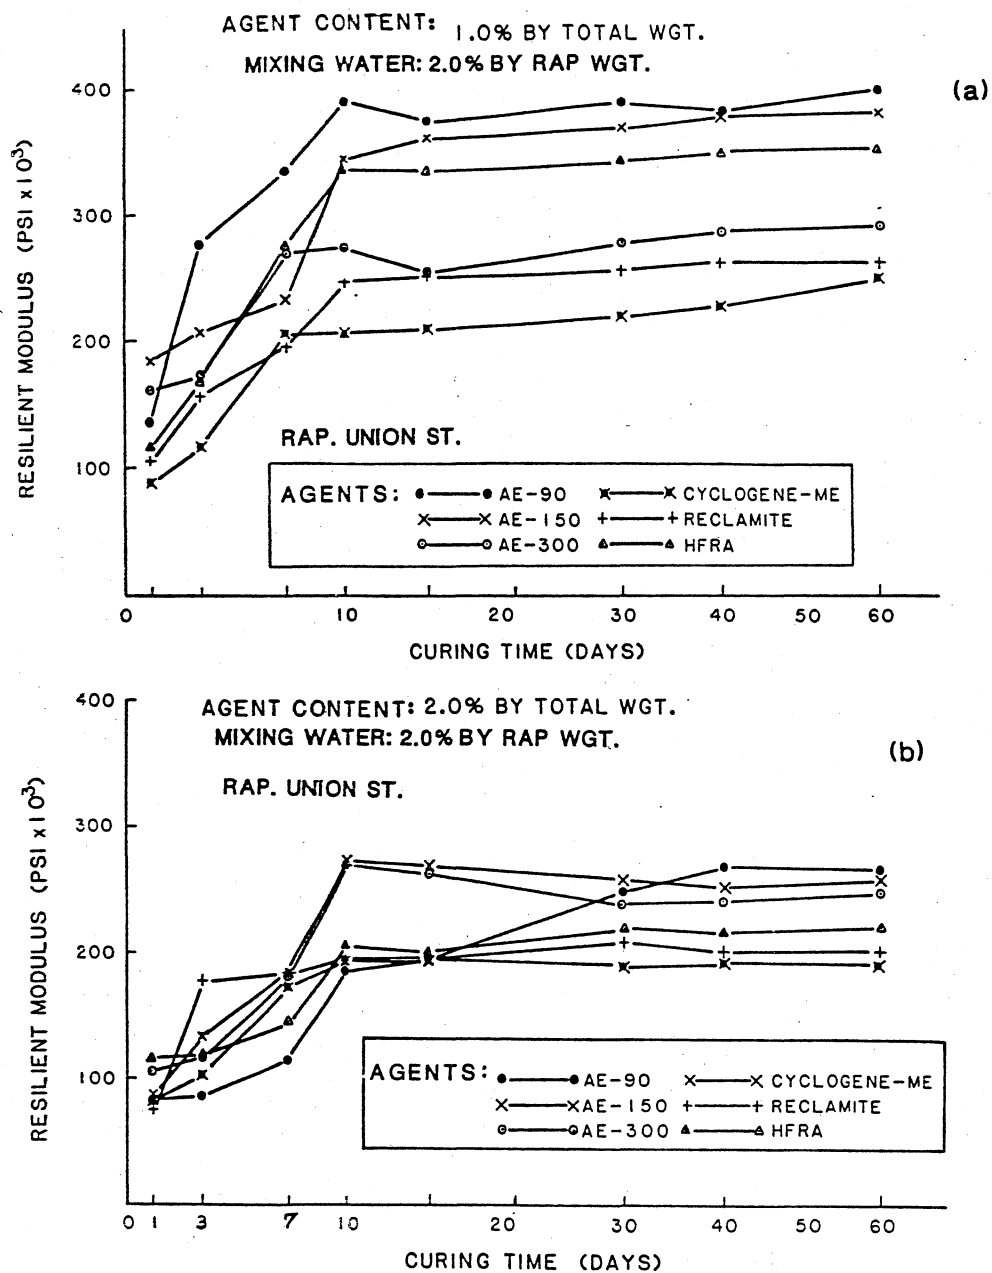 AGENT CONTENT: 1.0% BY TOTAL WGT.
MIXING WATER: 2.0% BY RAP WGT.
(a)
400
300
200
100
RESILIENT MODULUS (PSI x 10³)
RAP. UNION ST.
AGENTS: AE-90 CYCLOGENE-ME
AE-150 RECLAMITE
AE-300 HFRA
0 10 20 30 40 50 60
CURING TIME (DAYS)
400
AGENT CONTENT: 2.0% BY TOTAL WGT.
MIXING WATER: 2.0% BY RAP WGT.
(b)
RAP. UNION ST.
300
200
100
RESILIENT MODULUS (PSI x 10³)
AGENTS: AE-90 CYCLOGENE-ME
AE-150 RECLAMITE
AE-300 HFRA
0 1 3 7 10 20 30 40 50 60
CURING TIME (DAYS)